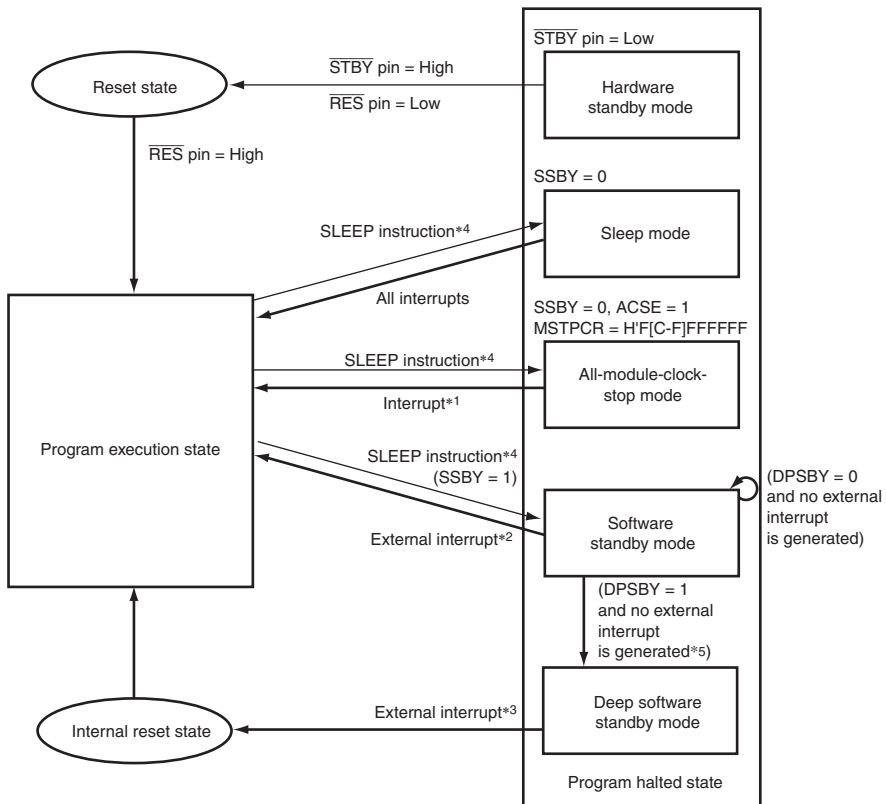 S̅T̅B̅Y̅ pin = Low
S̅T̅B̅Y̅ pin = High
Reset state
Hardware
standby mode
R̅E̅S̅ pin = Low
R̅E̅S̅ pin = High
SSBY = 0
SLEEP instruction*4
Sleep mode
All interrupts
SSBY = 0, ACSE = 1
MSTPCR = H'F[C-F]FFFFFF
SLEEP instruction*4
All-module-clock-
stop mode
Interrupt*1
Program execution state
SLEEP instruction*4
(SSBY = 1)
External interrupt*2
Software
standby mode
(DPSBY = 0
and no external
interrupt
is generated)
(DPSBY = 1
and no external
interrupt
is generated*5)
External interrupt*3
Deep software
standby mode
Internal reset state
Program halted state